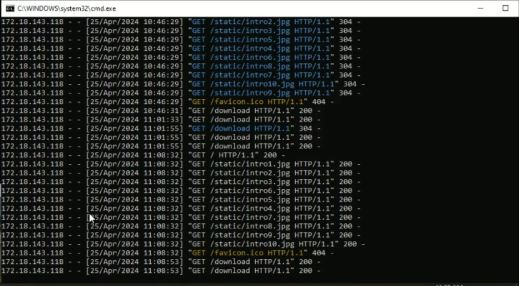 C:\WINDOWS\system32\cmd.exe
172.18.143.118 - - [25/Apr/2024 10:46:29] "GET /static/intro2.jpg HTTP/1.1" 304 -
172.18.143.118 - - [25/Apr/2024 10:46:29] "GET /static/intro3.jpg HTTP/1.1" 304 -
172.18.143.118 - - [25/Apr/2024 10:46:29] "GET /static/intro5.jpg HTTP/1.1" 304 -
172.18.143.118 - - [25/Apr/2024 10:46:29] "GET /static/intro4.jpg HTTP/1.1" 304 -
172.18.143.118 - - [25/Apr/2024 10:46:29] "GET /static/intro6.jpg HTTP/1.1" 304 -
172.18.143.118 - - [25/Apr/2024 10:46:29] "GET /static/intro8.jpg HTTP/1.1" 304 -
172.18.143.118 - - [25/Apr/2024 10:46:29] "GET /static/intro7.jpg HTTP/1.1" 304 -
172.18.143.118 - - [25/Apr/2024 10:46:29] "GET /static/intro10.jpg HTTP/1.1" 304 -
172.18.143.118 - - [25/Apr/2024 10:46:29] "GET /static/intro9.jpg HTTP/1.1" 304 -
172.18.143.118 - - [25/Apr/2024 10:46:29] "GET /favicon.ico HTTP/1.1" 404 -
172.18.143.118 - - [25/Apr/2024 10:46:31] "GET /download HTTP/1.1" 200 -
172.18.143.118 - - [25/Apr/2024 11:01:33] "GET /download HTTP/1.1" 200 -
172.18.143.118 - - [25/Apr/2024 11:01:55] "GET /download HTTP/1.1" 304 -
172.18.143.118 - - [25/Apr/2024 11:01:55] "GET /download HTTP/1.1" 200 -
172.18.143.118 - - [25/Apr/2024 11:08:32] "GET / HTTP/1.1" 200 -
172.18.143.118 - - [25/Apr/2024 11:08:32] "GET /static/intro1.jpg HTTP/1.1" 200 -
172.18.143.118 - - [25/Apr/2024 11:08:32] "GET /static/intro2.jpg HTTP/1.1" 200 -
172.18.143.118 - - [25/Apr/2024 11:08:32] "GET /static/intro3.jpg HTTP/1.1" 200 -
172.18.143.118 - - [25/Apr/2024 11:08:32] "GET /static/intro6.jpg HTTP/1.1" 200 -
172.18.143.118 - - [25/Apr/2024 11:08:32] "GET /static/intro5.jpg HTTP/1.1" 200 -
172.18.143.118 - - [25/Apr/2024 11:08:32] "GET /static/intro4.jpg HTTP/1.1" 200 -
172.18.143.118 - - [25/Apr/2024 11:08:32] "GET /static/intro7.jpg HTTP/1.1" 200 -
172.18.143.118 - - [25/Apr/2024 11:08:32] "GET /static/intro8.jpg HTTP/1.1" 200 -
172.18.143.118 - - [25/Apr/2024 11:08:32] "GET /static/intro9.jpg HTTP/1.1" 200 -
172.18.143.118 - - [25/Apr/2024 11:08:32] "GET /static/intro10.jpg HTTP/1.1" 200 -
172.18.143.118 - - [25/Apr/2024 11:08:32] "GET /favicon.ico HTTP/1.1" 404 -
172.18.143.118 - - [25/Apr/2024 11:08:53] "GET /download HTTP/1.1" 200 -
172.18.143.118 - - [25/Apr/2024 11:08:53] "GET /download HTTP/1.1" 200 -